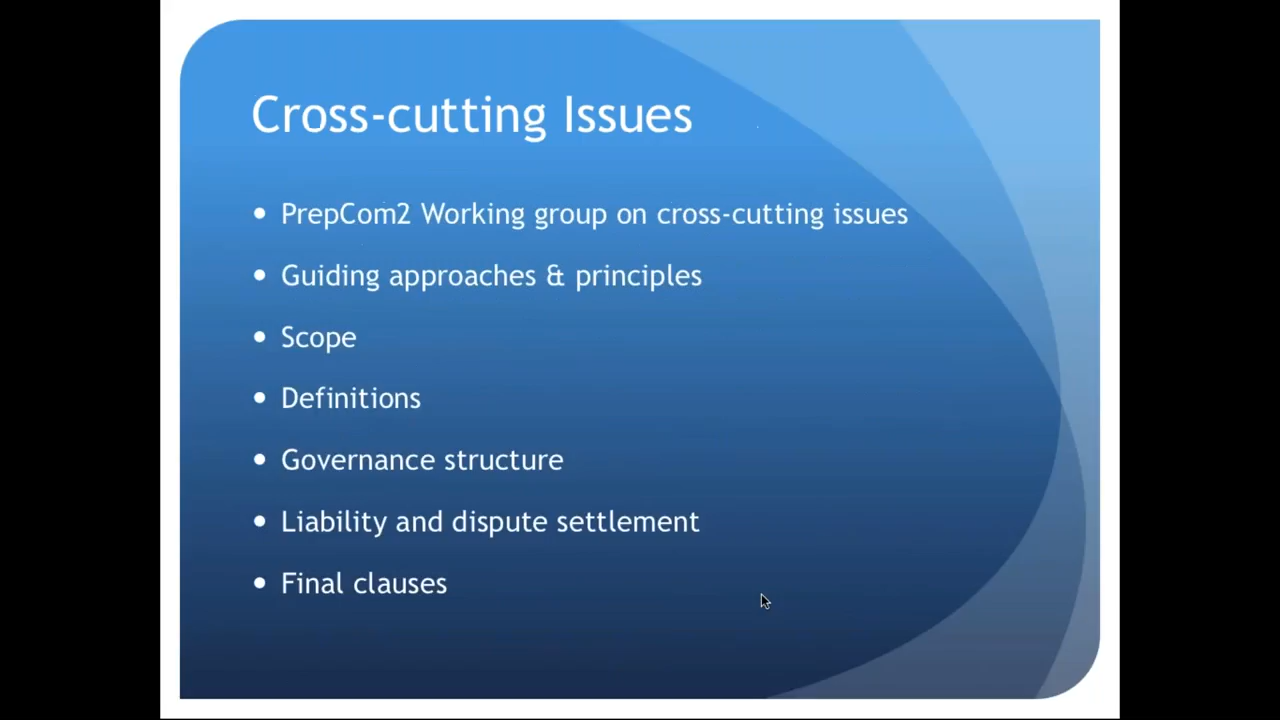 Cross-cutting Issues
• PrepCom2 Working group on cross-cutting issues
• Guiding approaches & principles
• Scope
• Definitions
• Governance structure
• Liability and dispute settlement
• Final clauses